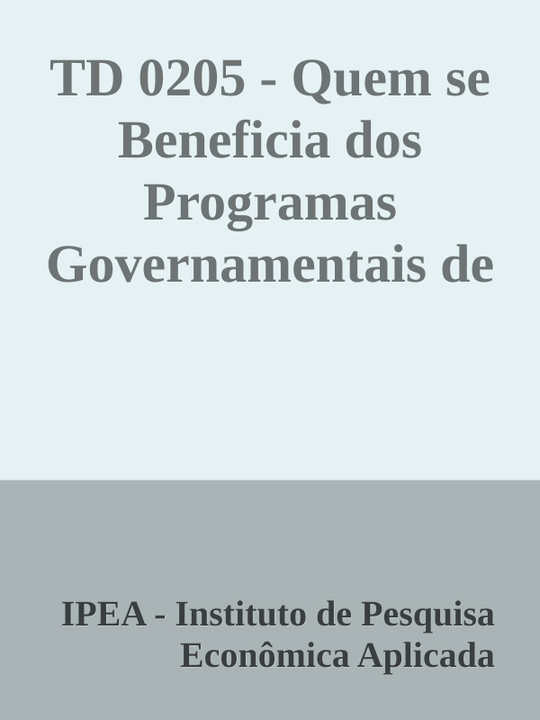 TD 0205 - Quem se
Beneficia dos
Programas
Governamentais de
IPEA - Instituto de Pesquisa
Econômica Aplicada